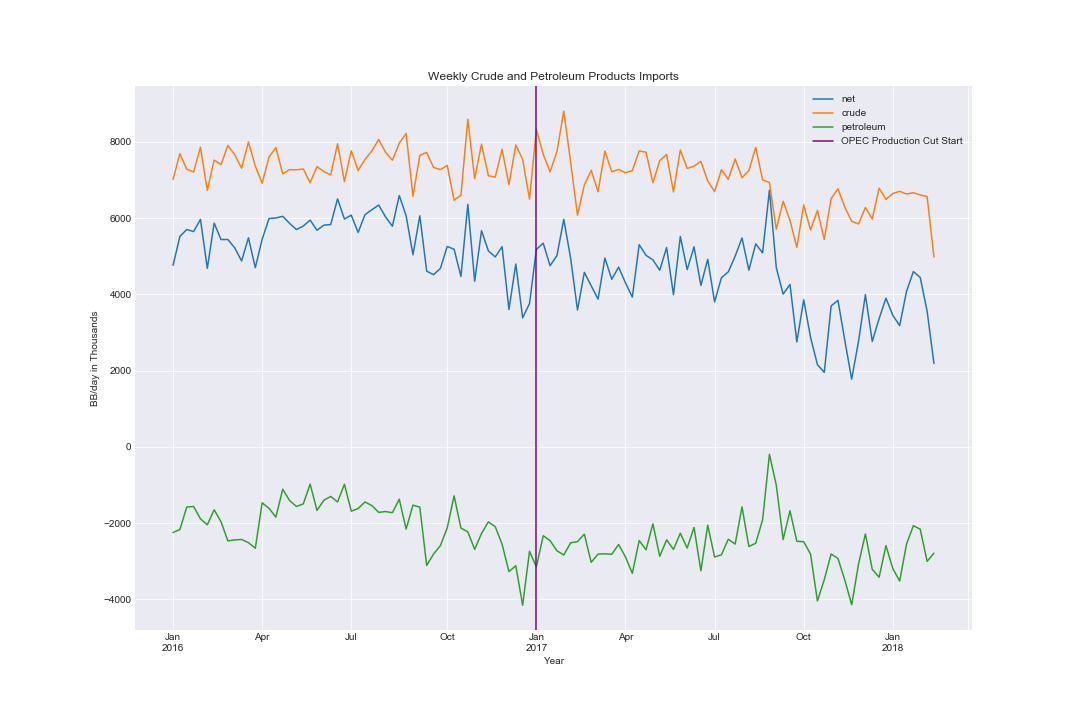 Weekly Crude and Petroleum Products Imports
net
crude
petroleum
OPEC Production Cut Start
BB/day in Thousands
8000
6000
4000
2000
0
−2000
−4000
Jan Apr Jul Oct Jan Apr Jul Oct Jan
2016 2017 2018
Year